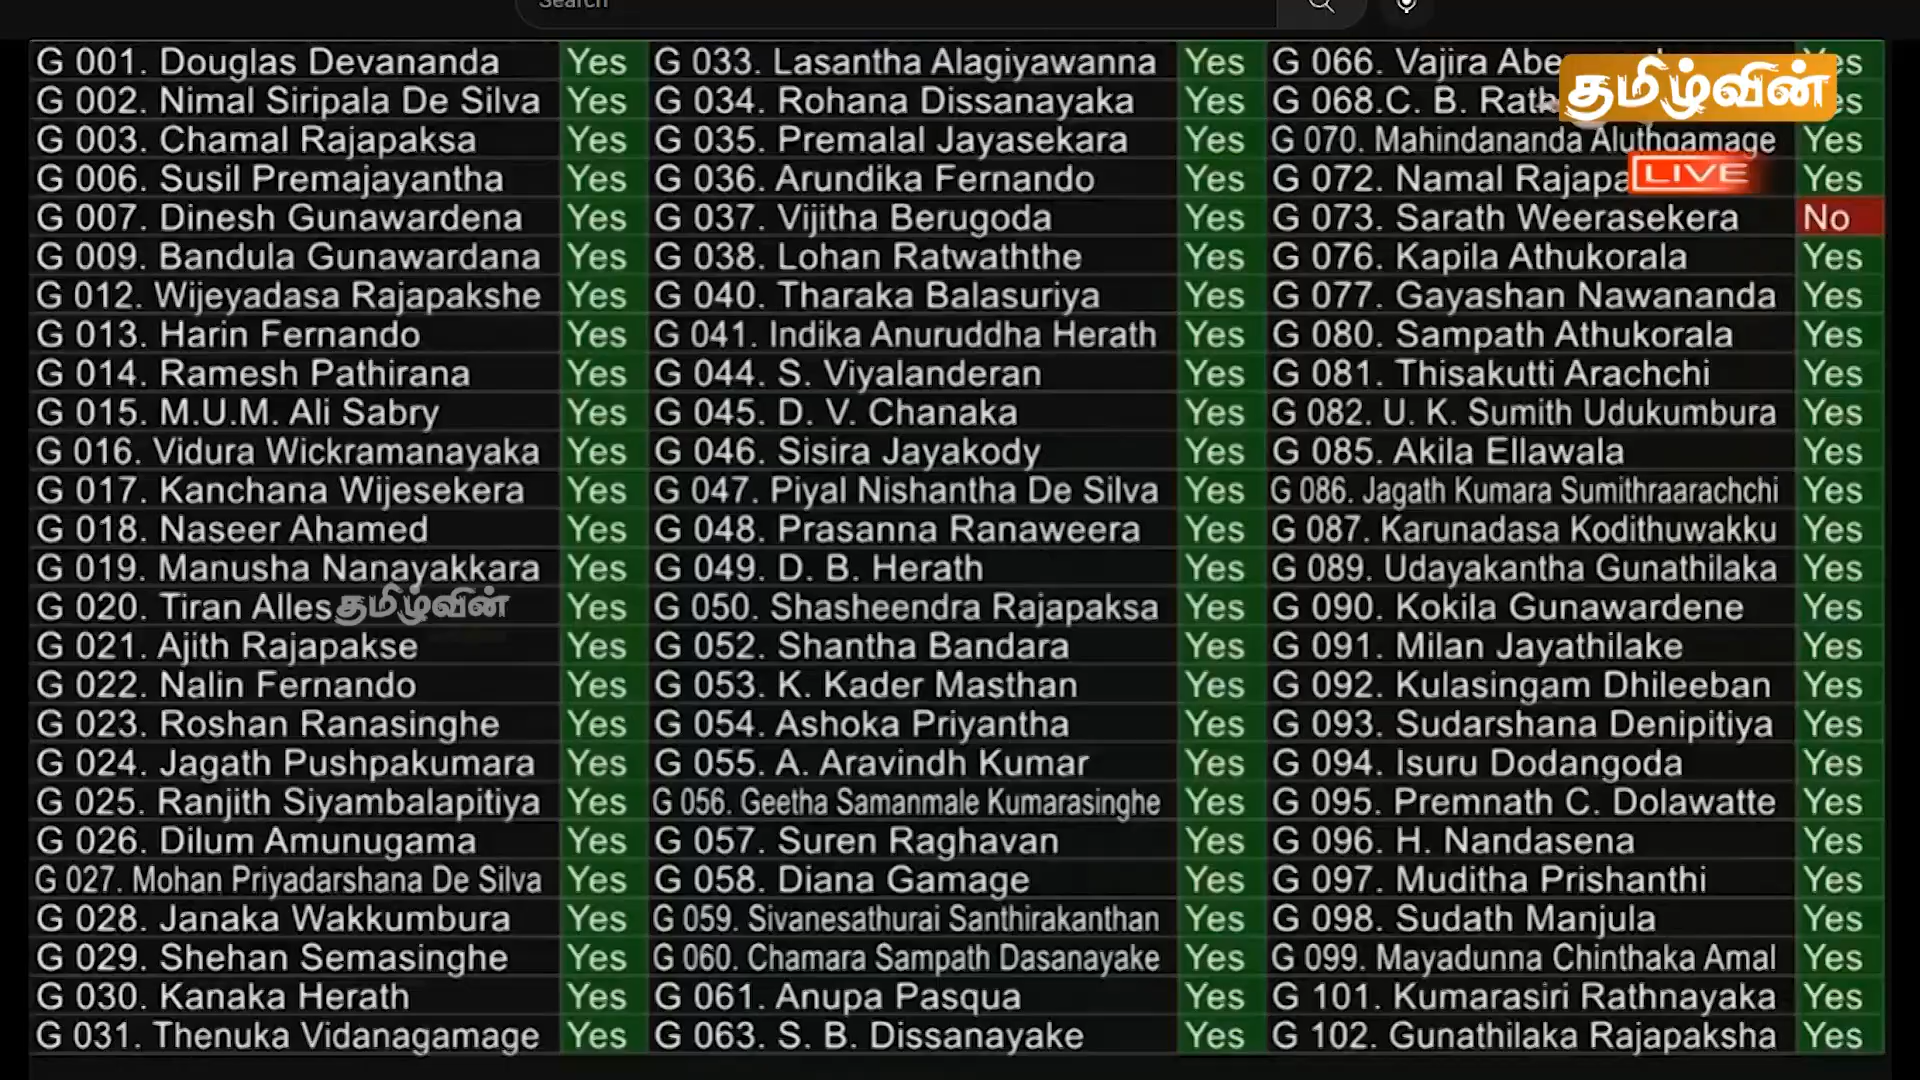 Search
G 001. Douglas Devananda Yes
G 002. Nimal Siripala De Silva Yes
G 003. Chamal Rajapaksa Yes
G 006. Susil Premajayantha Yes
G 007. Dinesh Gunawardena Yes
G 009. Bandula Gunawardana Yes
G 012. Wijeyadasa Rajapakshe Yes
G 013. Harin Fernando Yes
G 014. Ramesh Pathirana Yes
G 015. M.U.M. Ali Sabry Yes
G 016. Vidura Wickramanayaka Yes
G 017. Kanchana Wijesekera Yes
G 018. Naseer Ahamed Yes
G 019. Manusha Nanayakkara Yes
G 020. Tiran Alles Yes
தமிழ்வின்
G 021. Ajith Rajapakse Yes
G 022. Nalin Fernando Yes
G 023. Roshan Ranasinghe Yes
G 024. Jagath Pushpakumara Yes
G 025. Ranjith Siyambalapitiya Yes
G 026. Dilum Amunugama Yes
G 027. Mohan Priyadarshana De Silva Yes
G 028. Janaka Wakkumbura Yes
G 029. Shehan Semasinghe Yes
G 030. Kanaka Herath Yes
G 031. Thenuka Vidanagamage Yes
G 033. Lasantha Alagiyawanna Yes
G 034. Rohana Dissanayaka Yes
G 035. Premalal Jayasekara Yes
G 036. Arundika Fernando Yes
G 037. Vijitha Berugoda Yes
G 038. Lohan Ratwaththe Yes
G 040. Tharaka Balasuriya Yes
G 041. Indika Anuruddha Herath Yes
G 044. S. Viyalanderan Yes
G 045. D. V. Chanaka Yes
G 046. Sisira Jayakody Yes
G 047. Piyal Nishantha De Silva Yes
G 048. Prasanna Ranaweera Yes
G 049. D. B. Herath Yes
G 050. Shasheendra Rajapaksa Yes
G 052. Shantha Bandara Yes
G 053. K. Kader Masthan Yes
G 054. Ashoka Priyantha Yes
G 055. A. Aravindh Kumar Yes
G 056. Geetha Samanmale Kumarasinghe Yes
G 057. Suren Raghavan Yes
G 058. Diana Gamage Yes
G 059. Sivanesathurai Santhirakanthan Yes
G 060. Chamara Sampath Dasanayake Yes
G 061. Anupa Pasqua Yes
G 063. S. B. Dissanayake Yes
தமிழ்வின்
LIVE
G 066. Vajira
G 068.C. B.
G 070. Mahindananda Aluthgamage Yes
G 072. Namal Yes
G 073. Sarath Weerasekera No
G 076. Kapila Athukorala Yes
G 077. Gayashan Nawananda Yes
G 080. Sampath Athukorala Yes
G 081. Thisakutti Arachchi Yes
G 082. U. K. Sumith Udukumbura Yes
G 085. Akila Ellawala Yes
G 086. Jagath Kumara Sumithraarachchi Yes
G 087. Karunadasa Kodithuwakku Yes
G 089. Udayakantha Gunathilaka Yes
G 090. Kokila Gunawardene Yes
G 091. Milan Jayathilake Yes
G 092. Kulasingam Dhileeban Yes
G 093. Sudarshana Denipitiya Yes
G 094. Isuru Dodangoda Yes
G 095. Premnath C. Dolawatte Yes
G 096. H. Nandasena Yes
G 097. Muditha Prishanthi Yes
G 098. Sudath Manjula Yes
G 099. Mayadunna Chinthaka Amal Yes
G 101. Kumarasiri Rathnayaka Yes
G 102. Gunathilaka Rajapaksha Yes